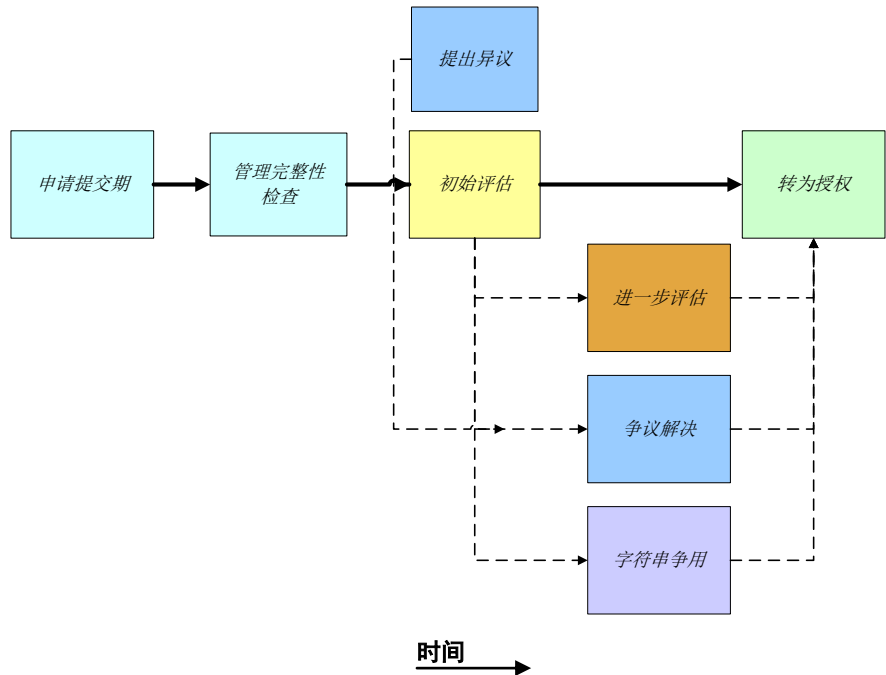 提出异议
申请提交期
管理完整性
检查
初始评估
转为授权
进一步评估
争议解决
字符串争用
时间